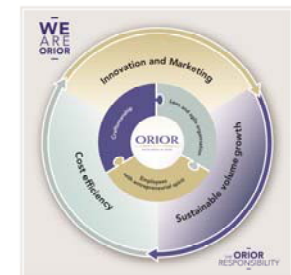 WE
ARE
ORIOR
Innovation and Marketing
Craftsmanship
Lean and agile organisation
ORIOR
Cost efficiency
Employees
with entrepreneurial spirit
Sustainable volume growth
THE ORIOR
RESPONSIBILITY